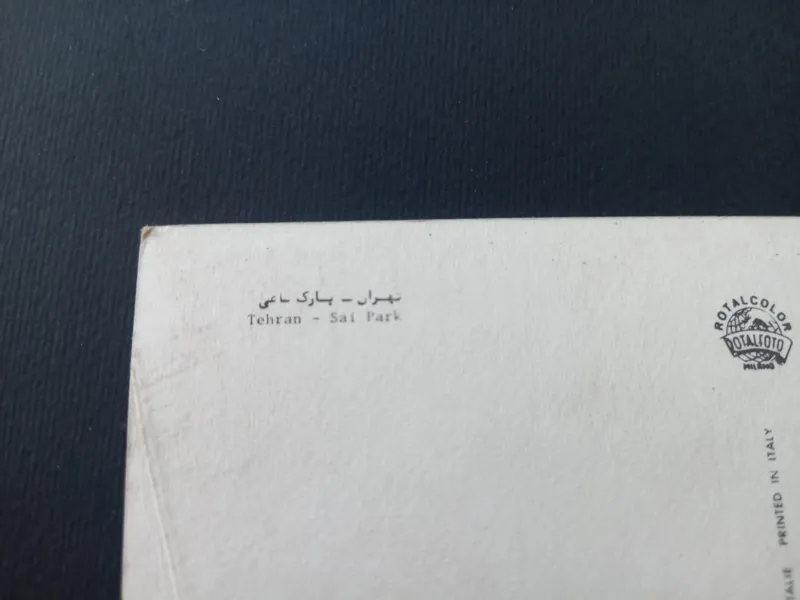 تهران - پارک ساعی
Tehran - Sai Park
ROTALCOLOR
ROTALFOTO
MILANO
PRINTED IN ITALY